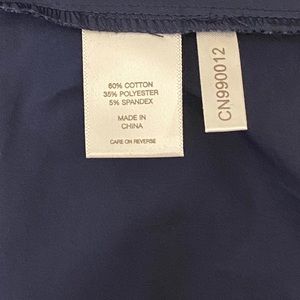 60% COTTON
35% POLYESTER
5% SPANDEX
MADE IN
CHINA
CARE ON REVERSE
CN990012